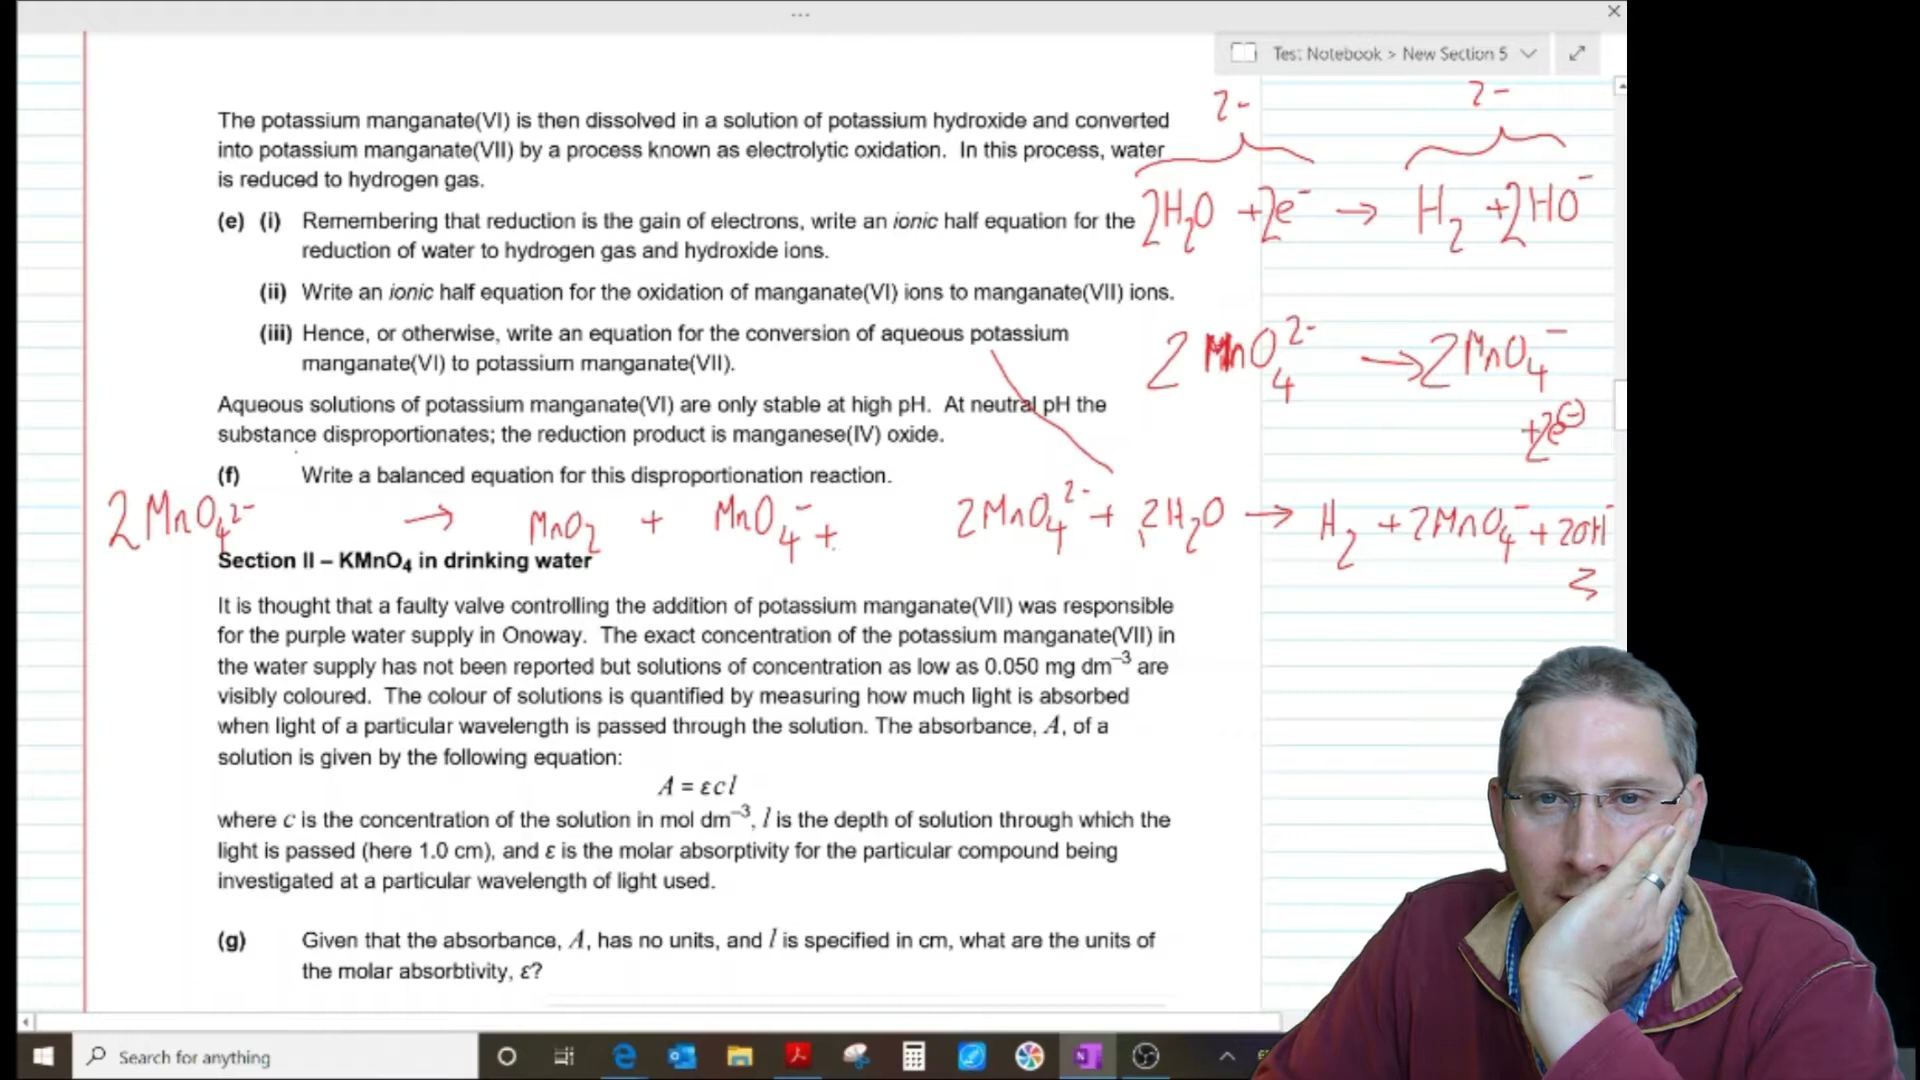 Test Notebook > New Section 5
2-
2-
The potassium manganate(VI) is then dissolved in a solution of potassium hydroxide and converted
into potassium manganate(VII) by a process known as electrolytic oxidation. In this process, water
is reduced to hydrogen gas.
2H₂O + 2e⁻ → H₂ + 2HO⁻
(e) (i) Remembering that reduction is the gain of electrons, write an ionic half equation for the
reduction of water to hydrogen gas and hydroxide ions.
(ii) Write an ionic half equation for the oxidation of manganate(VI) ions to manganate(VII) ions.
(iii) Hence, or otherwise, write an equation for the conversion of aqueous potassium
manganate(VI) to potassium manganate(VII).
2MnO₄²⁻ → 2MnO₄⁻
+2e⁻
Aqueous solutions of potassium manganate(VI) are only stable at high pH. At neutral pH the
substance disproportionates; the reduction product is manganese(IV) oxide.
(f) Write a balanced equation for this disproportionation reaction.
2MnO₄²⁻ → MnO₂ + MnO₄⁻ +
2MnO₄²⁻ + 2H₂O → H₂ + 2MnO₄⁻ + 2OH⁻
Section II – KMnO₄ in drinking water
It is thought that a faulty valve controlling the addition of potassium manganate(VII) was responsible
for the purple water supply in Onoway. The exact concentration of the potassium manganate(VII) in
the water supply has not been reported but solutions of concentration as low as 0.050 mg dm⁻³ are
visibly coloured. The colour of solutions is quantified by measuring how much light is absorbed
when light of a particular wavelength is passed through the solution. The absorbance, A, of a
solution is given by the following equation:
A = εcl
where c is the concentration of the solution in mol dm⁻³, l is the depth of solution through which the
light is passed (here 1.0 cm), and ε is the molar absorptivity for the particular compound being
investigated at a particular wavelength of light used.
(g) Given that the absorbance, A, has no units, and l is specified in cm, what are the units of
the molar absorbtivity, ε?
Search for anything